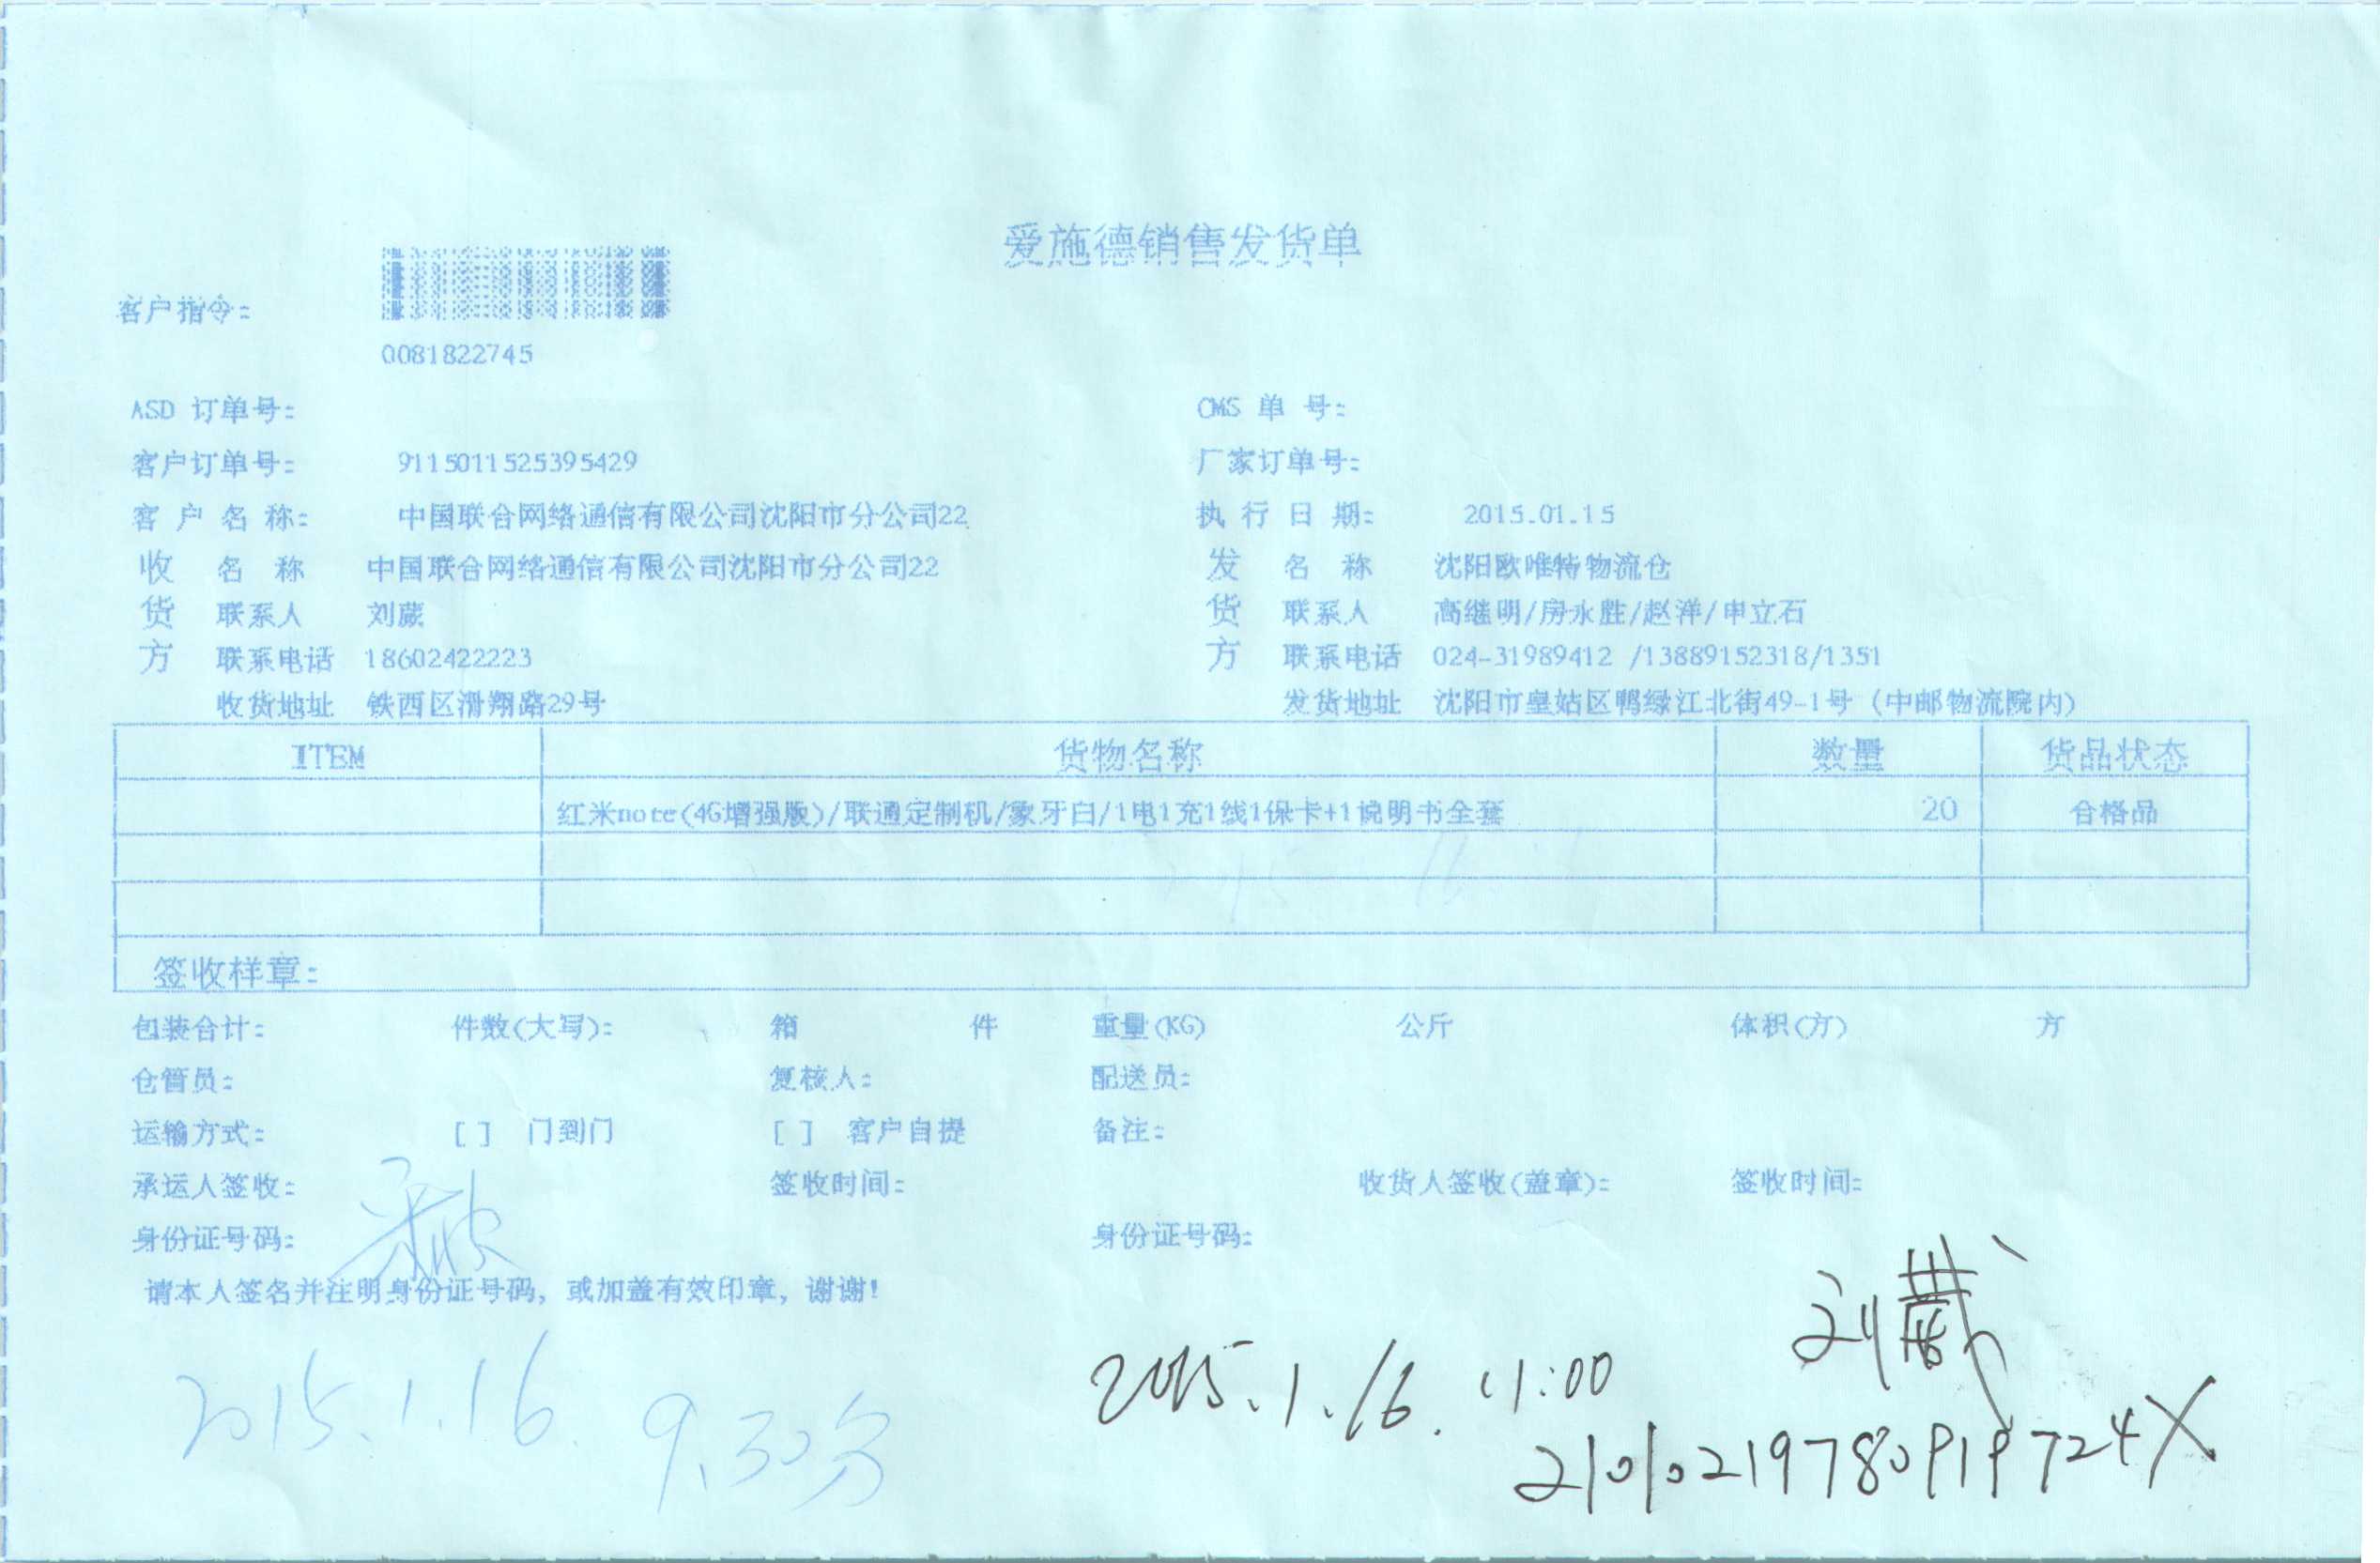 爱施德销售发货单
客户指令:
0081822745
ASD 订单号: CMS 单 号:
客户订单号: 9115011525395429 厂家订单号:
客 户 名 称: 中国联合网络通信有限公司沈阳市分公司22 执 行 日 期: 2015.01.15
收 名 称 中国联合网络通信有限公司沈阳市分公司22 发 名 称 沈阳欧唯特物流仓
货 联系人 刘葳 货 联系人 高继明/房永胜/赵洋/申立石
方 联系电话 18602422223 方 联系电话 024-31989412 /13889152318/1351
收货地址 铁西区滑翔路29号 发货地址 沈阳市皇姑区鸭绿江北街49-1号 (中邮物流院内)
ITEM 货物名称 数量 货品状态
红米note(4G增强版)/联通定制机/象牙白/1电1充1线1保卡+1说明书全套 20 合格品
签收样章:
包装合计: 件数(大写): 箱 件 重量(KG) 公斤 体积(方) 方
仓管员: 复核人: 配送员:
运输方式: [ ] 门到门 [ ] 客户自提 备注:
承运人签收: 签收时间: 收货人签收(盖章): 签收时间:
身份证号码: 身份证号码:
请本人签名并注明身份证号码, 或加盖有效印章, 谢谢!
刘葳
2015.1.16. 9.30分 2015.1.16. 11:00
21010219780919724X